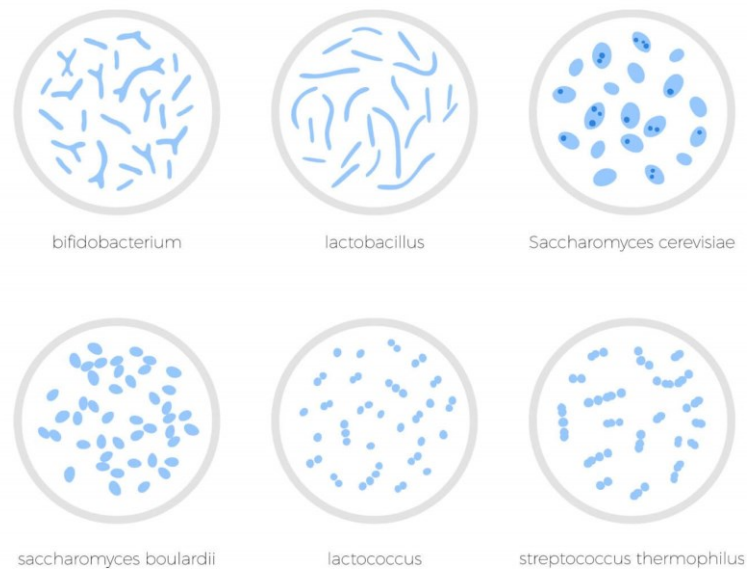 bifidobacterium
lactobacillus
Saccharomyces cerevisiae
saccharomyces boulardii
lactococcus
streptococcus thermophilus